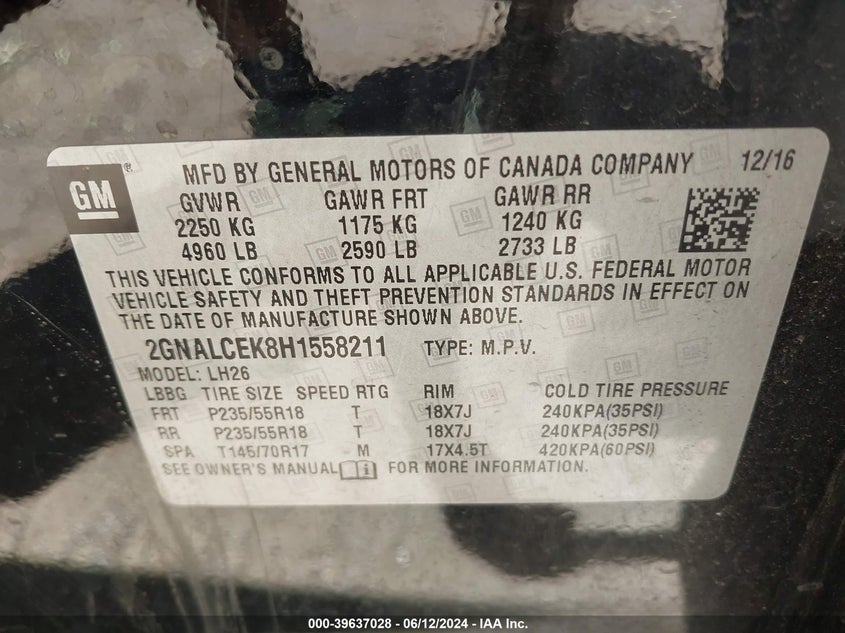 GM®
MFD BY GENERAL MOTORS OF CANADA COMPANY 12/16
GVWR GAWR FRT GAWR RR
2250 KG 1175 KG 1240 KG
4960 LB 2590 LB 2733 LB
THIS VEHICLE CONFORMS TO ALL APPLICABLE U.S. FEDERAL MOTOR
VEHICLE SAFETY AND THEFT PREVENTION STANDARDS IN EFFECT ON
THE DATE OF MANUFACTURE SHOWN ABOVE.
2GNALCEK8H1558211 TYPE: M.P.V.
MODEL: LH26
LBBG TIRE SIZE SPEED RTG RIM COLD TIRE PRESSURE
FRT P235/55R18 T 18X7J 240KPA(35PSI)
RR P235/55R18 T 18X7J 240KPA(35PSI)
SPA T145/70R17 M 17X4.5T 420KPA(60PSI)
SEE OWNER'S MANUAL FOR MORE INFORMATION.
000-39637028 - 06/12/2024 - IAA Inc.